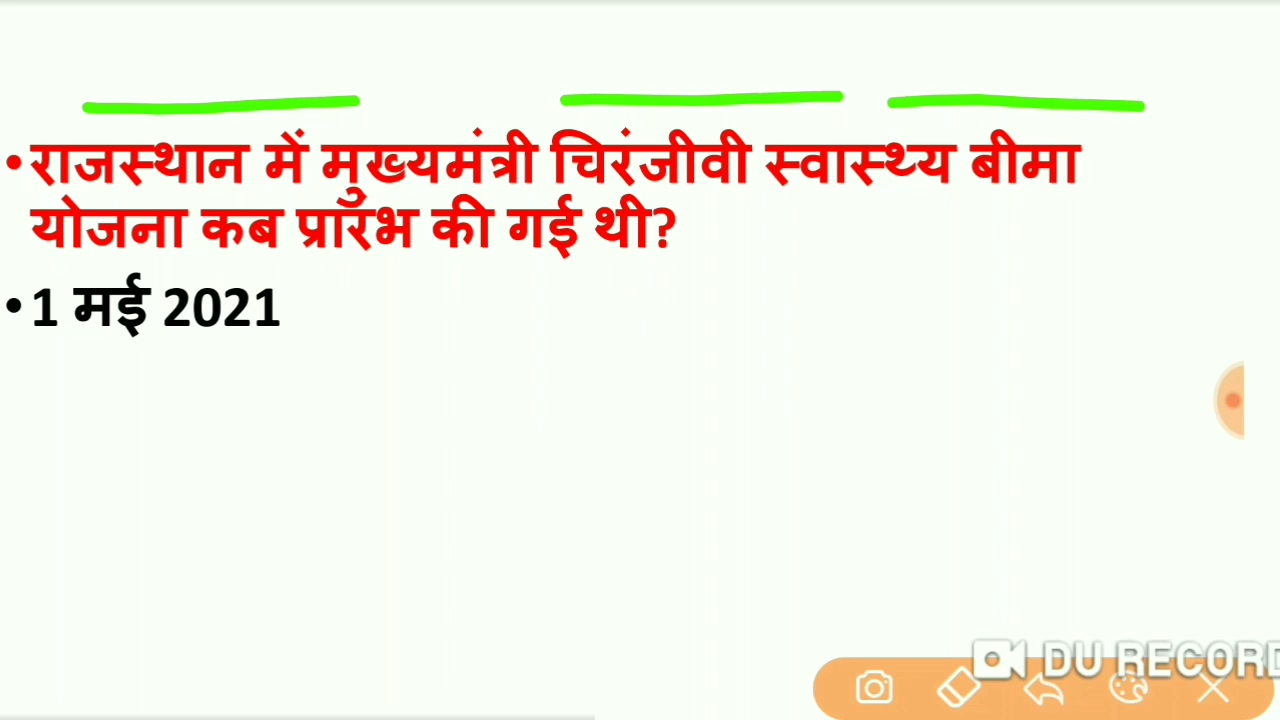 •राजस्थान में मुख्यमंत्री चिरंजीवी स्वास्थ्य बीमा
योजना कब प्रारंभ की गई थी?
•1 मई 2021
DU RECORD